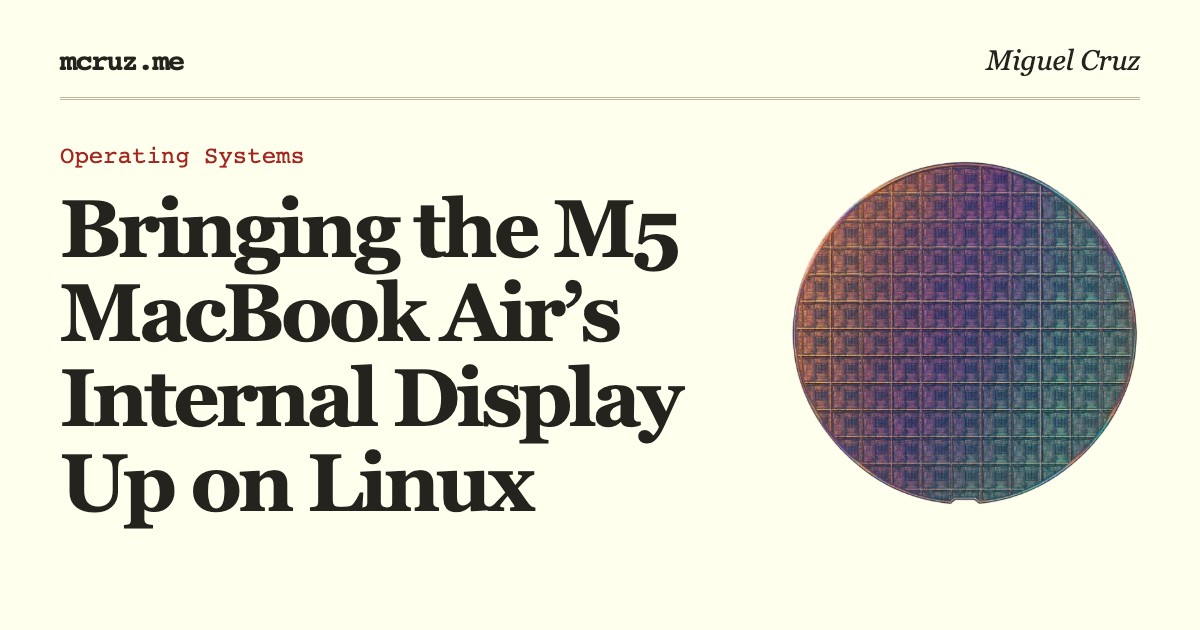 mcruz.me
Miguel Cruz
Operating Systems
Bringing the M5
MacBook Air’s
Internal Display
Up on Linux